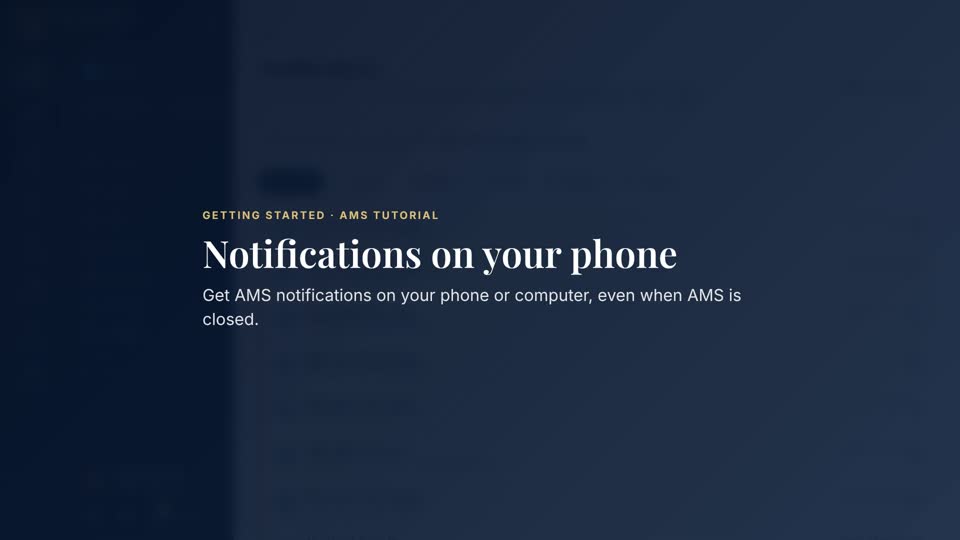 GETTING STARTED · AMS TUTORIAL
Notifications on your phone
Get AMS notifications on your phone or computer, even when AMS is
closed.